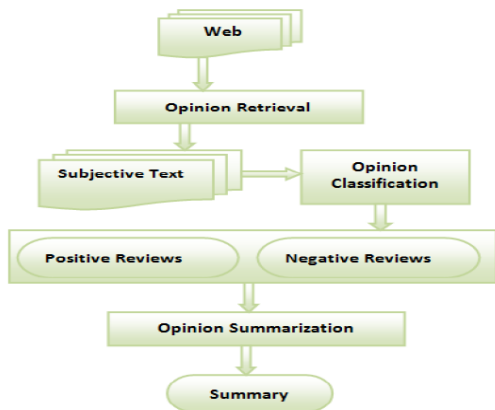 Web
Opinion Retrieval
Subjective Text
Opinion
Classification
Positive Reviews
Negative Reviews
Opinion Summarization
Summary